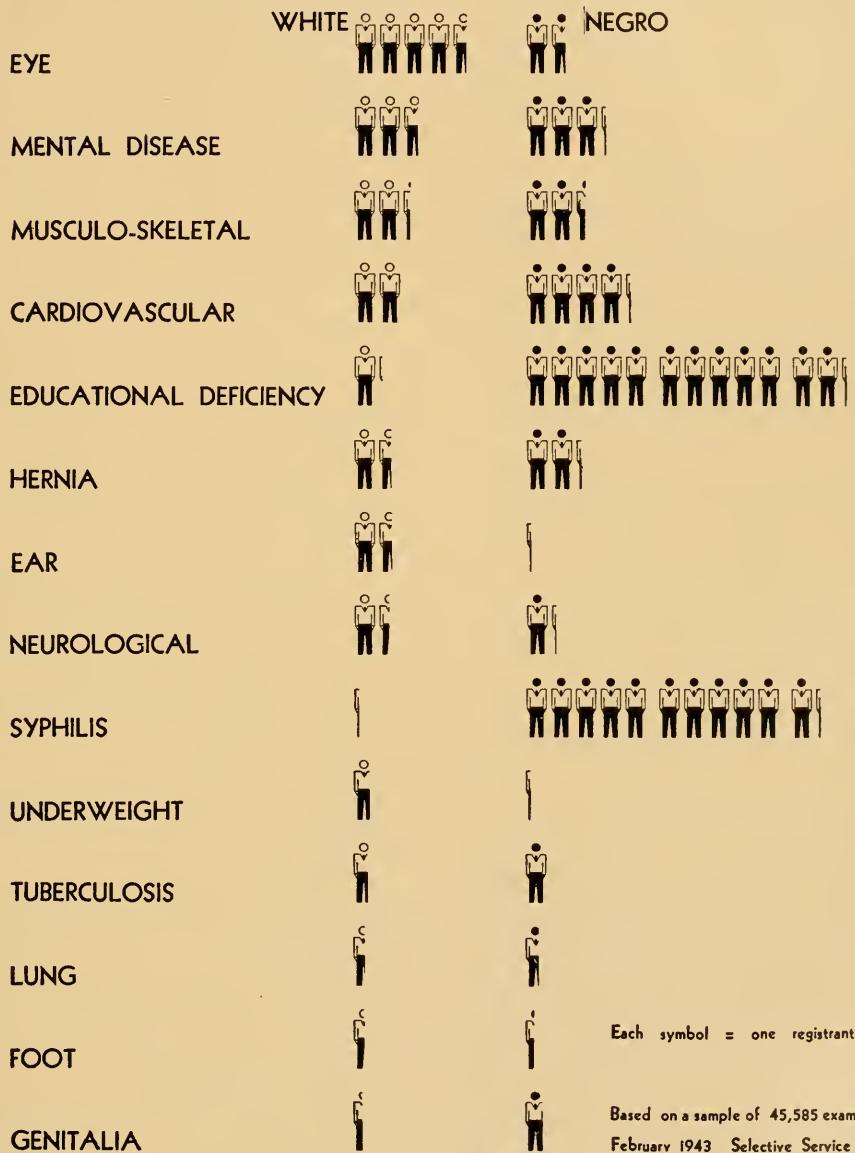 WHITE NEGRO
EYE
MENTAL DISEASE
MUSCULO-SKELETAL
CARDIOVASCULAR
EDUCATIONAL DEFICIENCY
HERNIA
EAR
NEUROLOGICAL
SYPHILIS
UNDERWEIGHT
TUBERCULOSIS
LUNG
FOOT
Each symbol = one registrant
Based on a sample of 45,585 exam
GENITALIA February 1943 Selective Service